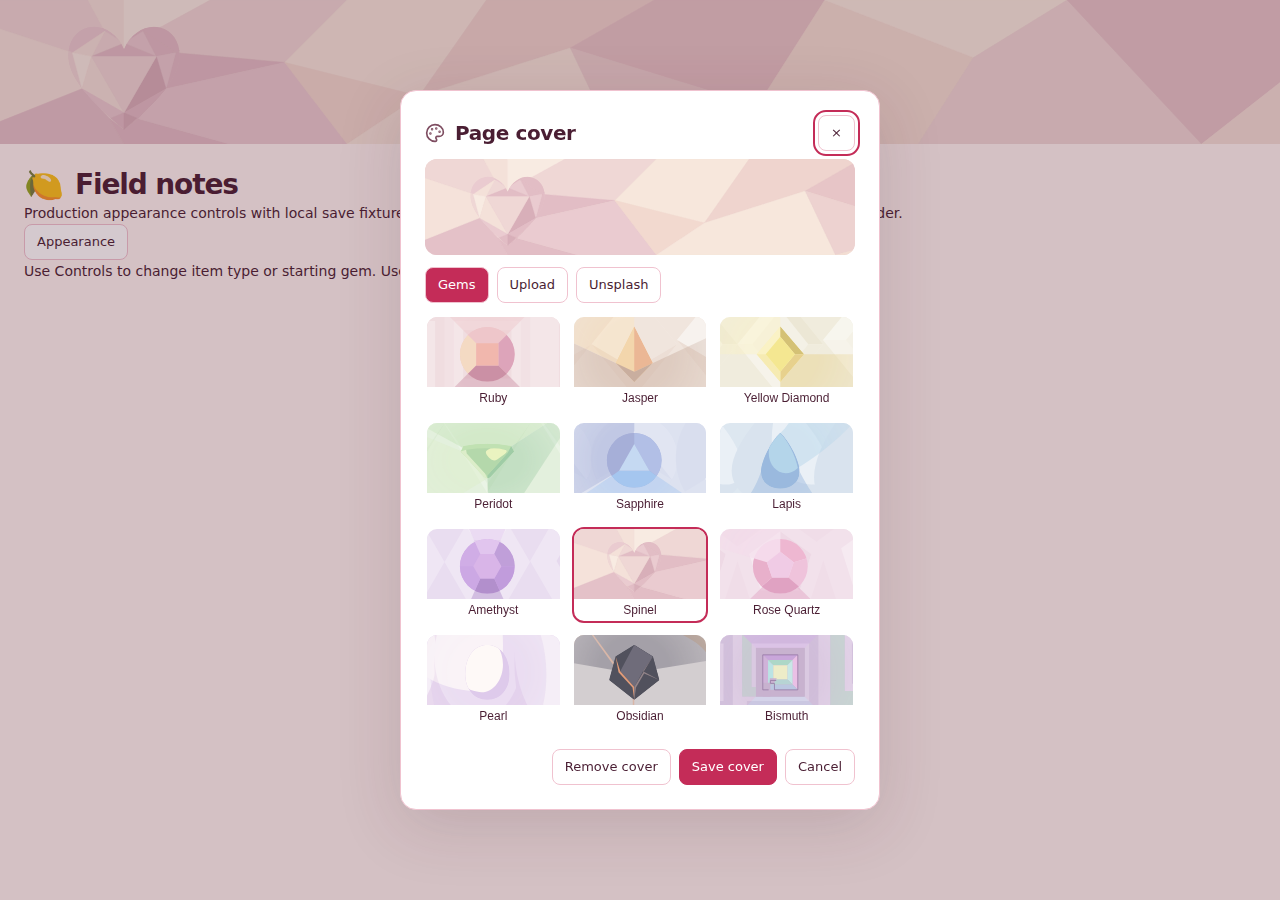 Page cover
×
Field notes
Production appearance controls with local save fixture
der.
Appearance
Use Controls to change item type or starting gem. Us
Gems
Upload
Unsplash
Ruby
Jasper
Yellow Diamond
Peridot
Sapphire
Lapis
Amethyst
Spinel
Rose Quartz
Pearl
Obsidian
Bismuth
Remove cover
Save cover
Cancel